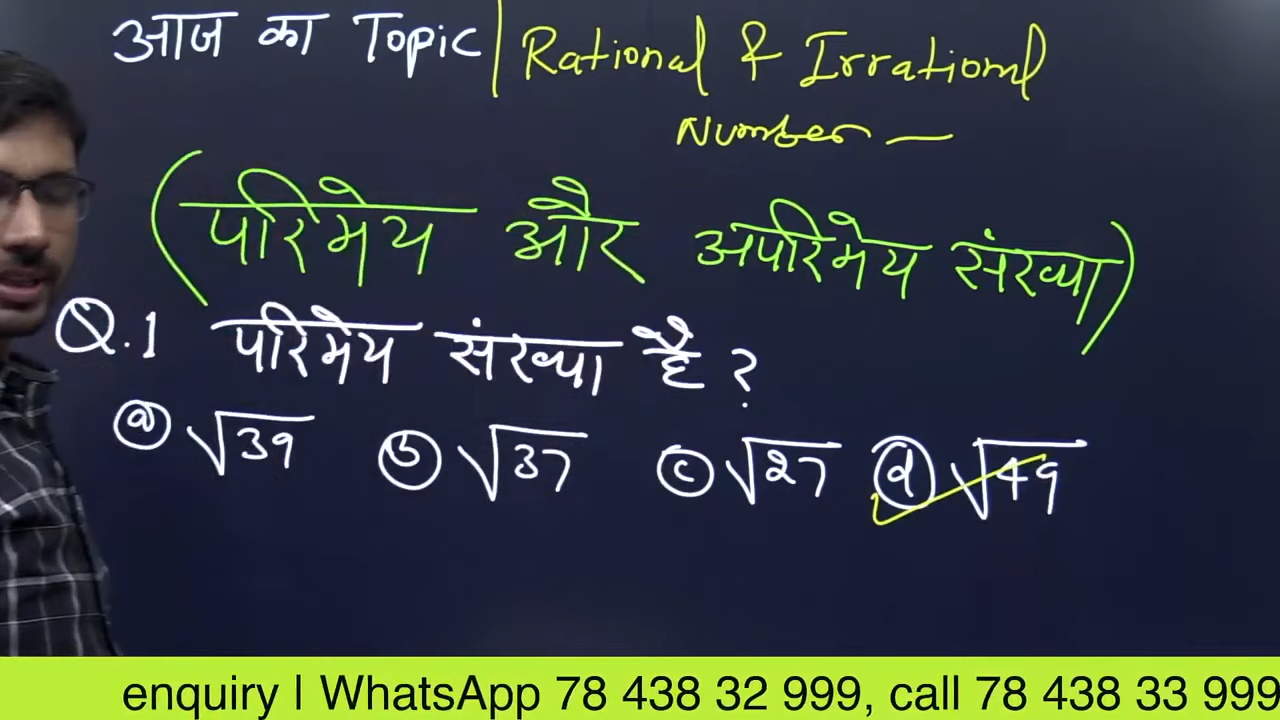 आज का Topic | Rational & Irrational
Number —
(परिमेय और अपरिमेय संख्या)
Q.1 परिमेय संख्या है ?
ⓐ √39 ⓑ √37 ⓒ √27 ⓓ √49
enquiry | WhatsApp 78 438 32 999, call 78 438 33 999